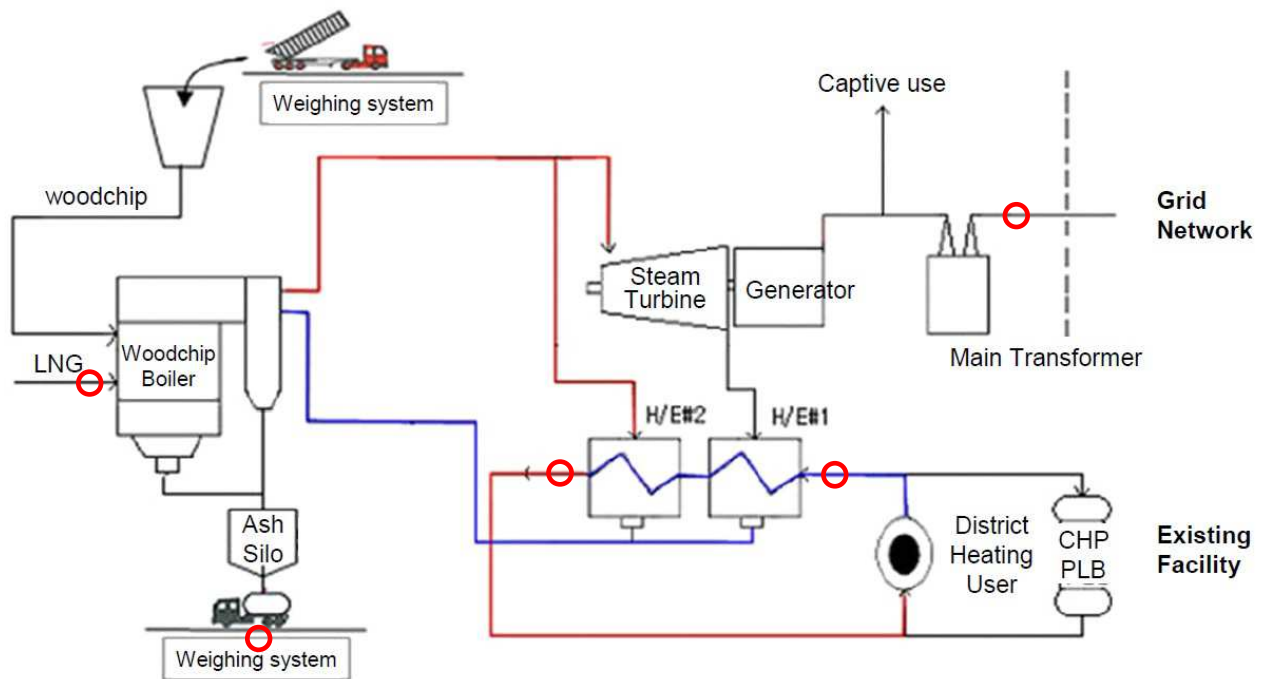 Weighing system
Captive use
woodchip
Grid
Network
Steam
Turbine
Generator
Main Transformer
LNG
Woodchip
Boiler
H/E#2
H/E#1
Ash
Silo
District
Heating
User
CHP
PLB
Existing
Facility
Weighing system